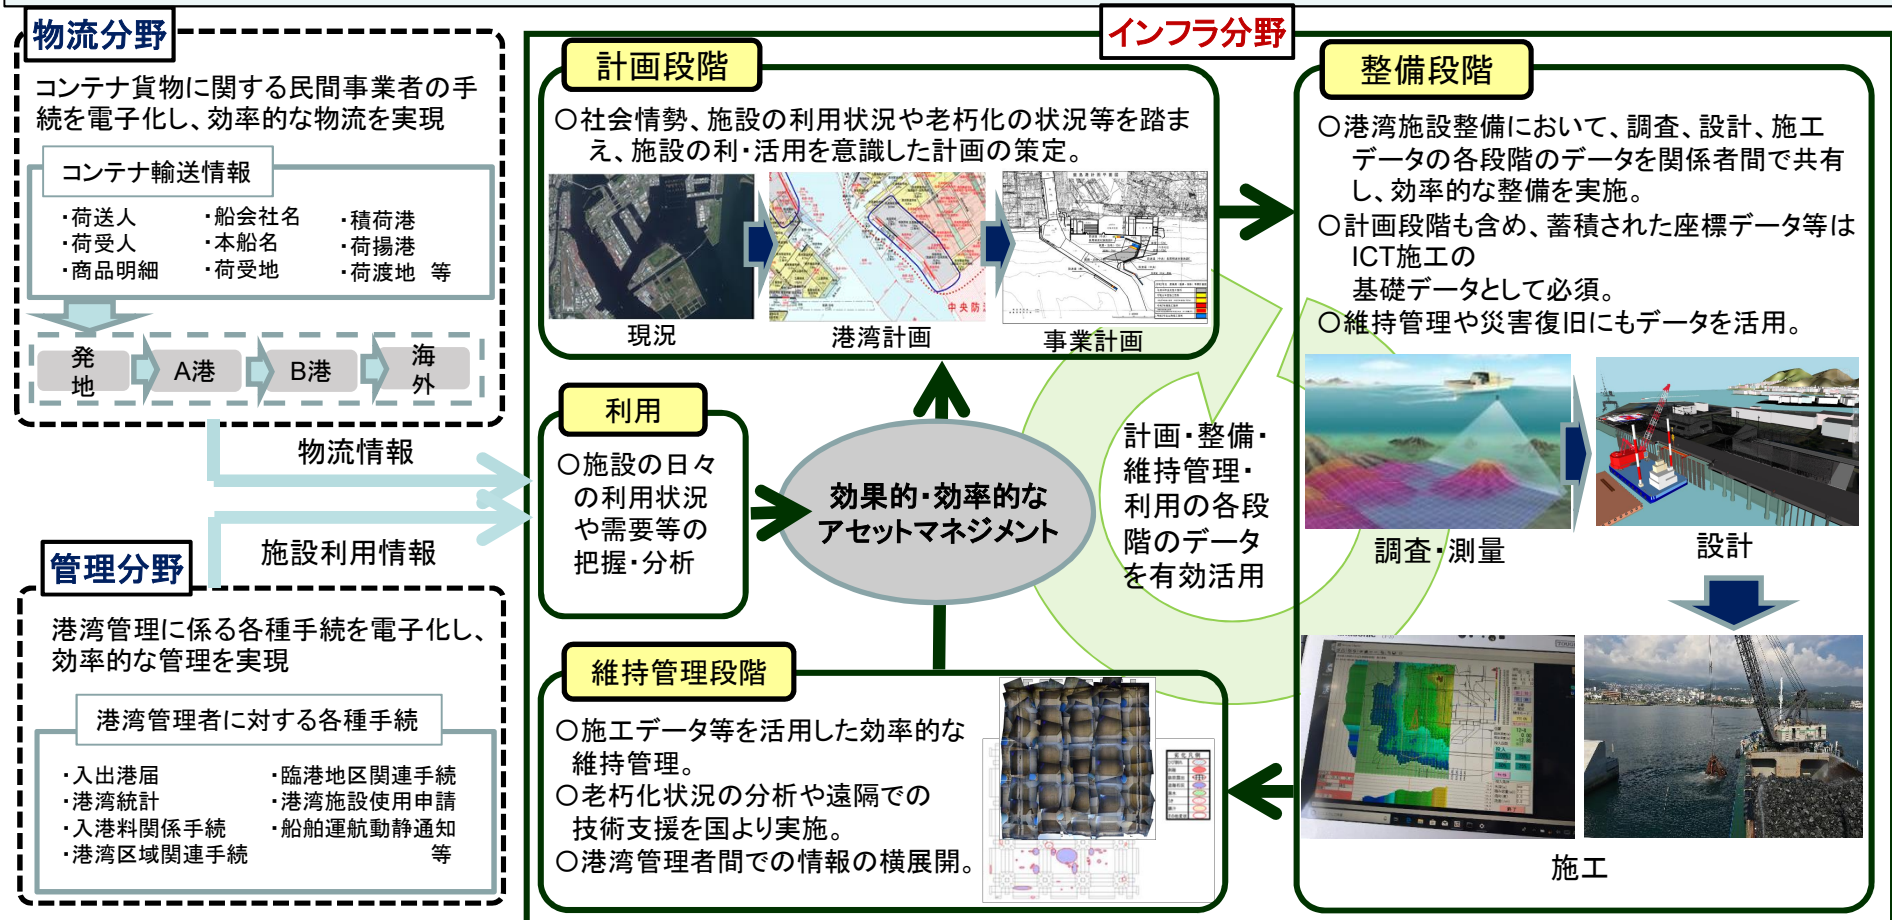 物流分野
コンテナ貨物に関する民間事業者の手
続を電子化し、効率的な物流を実現
コンテナ輸送情報
・荷送人
・荷受人
・商品明細
・船会社名
・本船名
・荷受地
・積荷港
・荷揚港
・荷渡地 等
発地
A港
B港
海外
物流情報
施設利用情報
管理分野
港湾管理に係る各種手続を電子化し、
効率的な管理を実現
港湾管理者に対する各種手続
・入出港届
・港湾統計
・入港料関係手続
・港湾区域関連手続
・臨港地区関連手続
・港湾施設使用申請
・船舶運航動静通知
等
インフラ分野
計画段階
○社会情勢、施設の利用状況や老朽化の状況等を踏ま
え、施設の利・活用を意識した計画の策定。
中央防
現況
港湾計画
事業計画
利用
○施設の日々
の利用状況
や需要等の
把握・分析
効果的・効率的な
アセットマネジメント
計画・整備・
維持管理・
利用の各段
階のデータ
を有効活用
維持管理段階
○施工データ等を活用した効率的な
維持管理。
○老朽化状況の分析や遠隔での
技術支援を国より実施。
○港湾管理者間での情報の横展開。
整備段階
○港湾施設整備において、調査、設計、施工
データの各段階のデータを関係者間で共有
し、効率的な整備を実施。
○計画段階も含め、蓄積された座標データ等は
ICT施工の
基礎データとして必須。
○維持管理や災害復旧にもデータを活用。
調査・測量
設計
施工